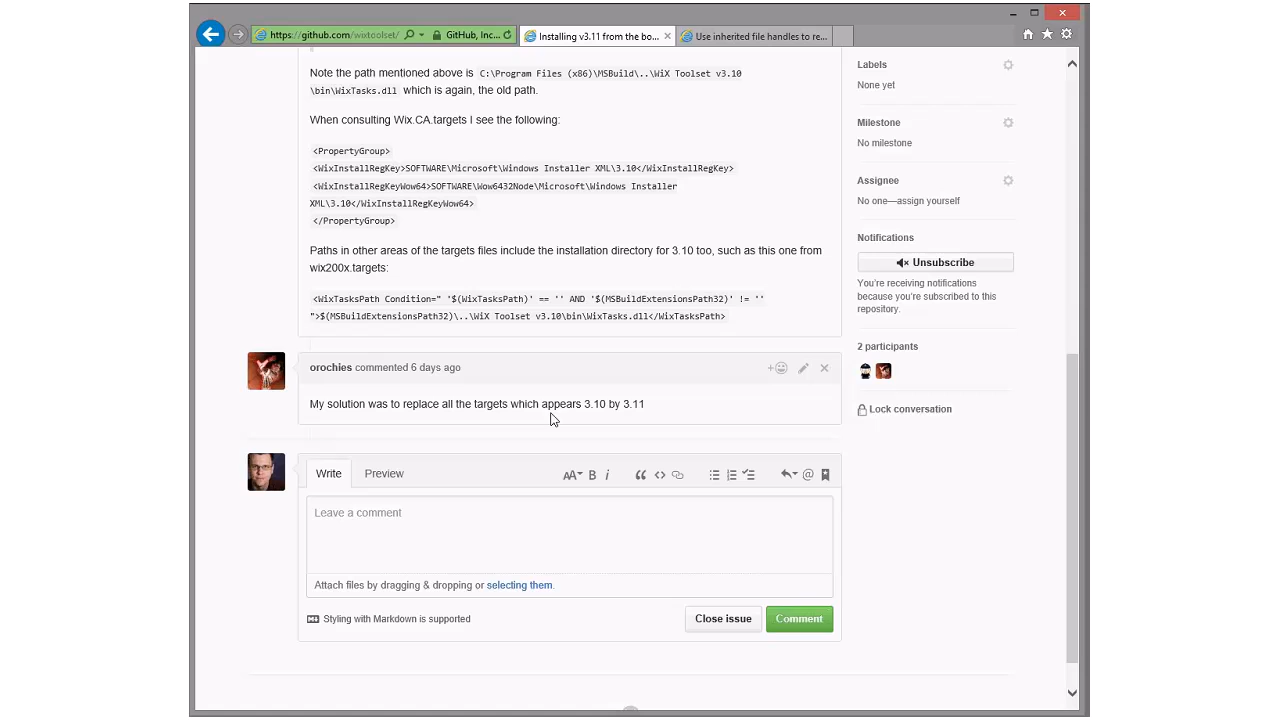 https://github.com/wixtoolset/
GitHub, Inc...
Installing v3.11 from the bo...
Use inherited file handles to re...
Note the path mentioned above is C:\Program Files (x86)\MSBuild\..\WiX Toolset v3.10
\bin\WixTasks.dll which is again, the old path.
When consulting Wix.CA.targets I see the following:
<PropertyGroup>
<WixInstallRegKey>SOFTWARE\Microsoft\Windows Installer XML\3.10</WixInstallRegKey>
<WixInstallRegKeyWow64>SOFTWARE\Wow6432Node\Microsoft\Windows Installer
XML\3.10</WixInstallRegKeyWow64>
</PropertyGroup>
Paths in other areas of the targets files include the installation directory for 3.10 too, such as this one from
wix200x.targets:
<WixTasksPath Condition=" '$(WixTasksPath)' == '' AND '$(MSBuildExtensionsPath32)' != ''
">$(MSBuildExtensionsPath32)\..\WiX Toolset v3.10\bin\WixTasks.dll</WixTasksPath>
orochies commented 6 days ago
My solution was to replace all the targets which appears 3.10 by 3.11
Write
Preview
AA B i
Leave a comment
Attach files by dragging & dropping or selecting them.
Styling with Markdown is supported
Close issue
Comment
Labels
None yet
Milestone
No milestone
Assignee
No one—assign yourself
Notifications
Unsubscribe
You're receiving notifications
because you're subscribed to this
repository.
2 participants
Lock conversation